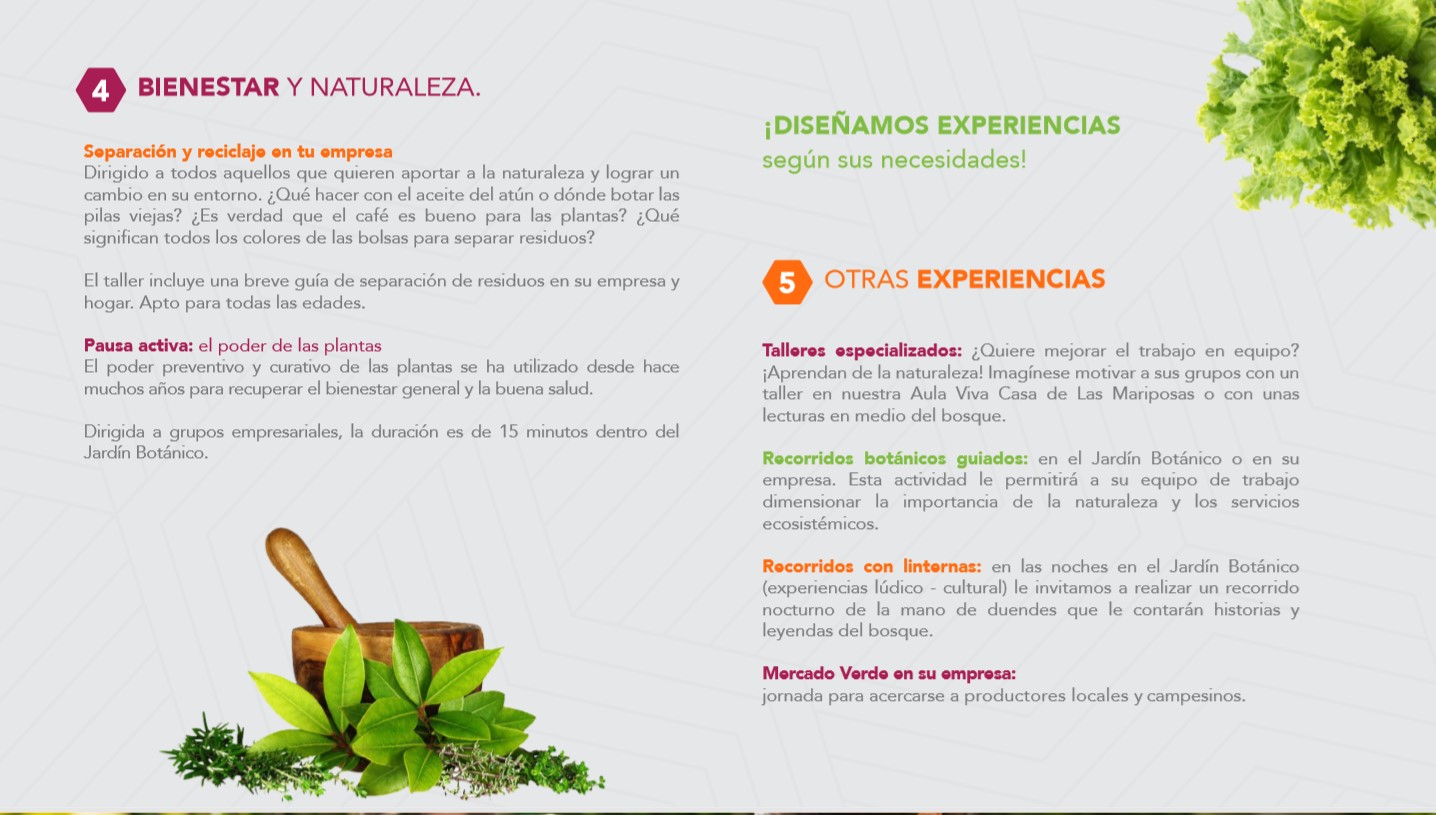 4 BIENESTAR Y NATURALEZA.
Separación y reciclaje en tu empresa
Dirigido a todos aquellos que quieren aportar a la naturaleza y lograr un
cambio en su entorno. ¿Qué hacer con el aceite del atún o dónde botar las
pilas viejas? ¿Es verdad que el café es bueno para las plantas? ¿Qué
significan todos los colores de las bolsas para separar residuos?
El taller incluye una breve guía de separación de residuos en su empresa y
hogar. Apto para todas las edades.
Pausa activa: el poder de las plantas
El poder preventivo y curativo de las plantas se ha utilizado desde hace
muchos años para recuperar el bienestar general y la buena salud.
Dirigida a grupos empresariales, la duración es de 15 minutos dentro del
Jardín Botánico.
¡DISEÑAMOS EXPERIENCIAS
según sus necesidades!
5 OTRAS EXPERIENCIAS
Talleres especializados: ¿Quiere mejorar el trabajo en equipo?
¡Aprendan de la naturaleza! Imagínese motivar a sus grupos con un
taller en nuestra Aula Viva Casa de Las Mariposas o con unas
lecturas en medio del bosque.
Recorridos botánicos guiados: en el Jardín Botánico o en su
empresa. Esta actividad le permitirá a su equipo de trabajo
dimensionar la importancia de la naturaleza y los servicios
ecosistémicos.
Recorridos con linternas: en las noches en el Jardín Botánico
(experiencias lúdico - cultural) le invitamos a realizar un recorrido
nocturno de la mano de duendes que le contarán historias y
leyendas del bosque.
Mercado Verde en su empresa:
jornada para acercarse a productores locales y campesinos.